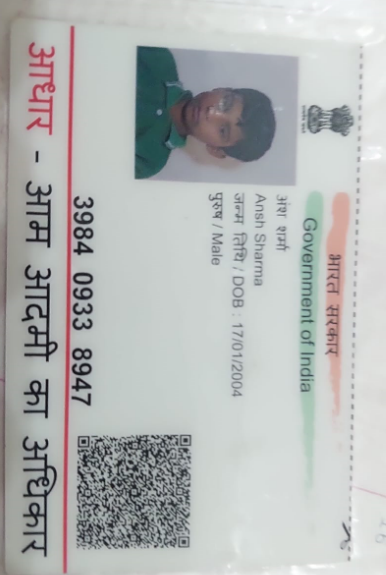 भारत सरकार
Government of India
अंश शर्मा
Ansh Sharma
जन्म तिथि / DOB : 17/01/2004
पुरुष / Male
3984 0933 8947
आधार - आम आदमी का अधिकार